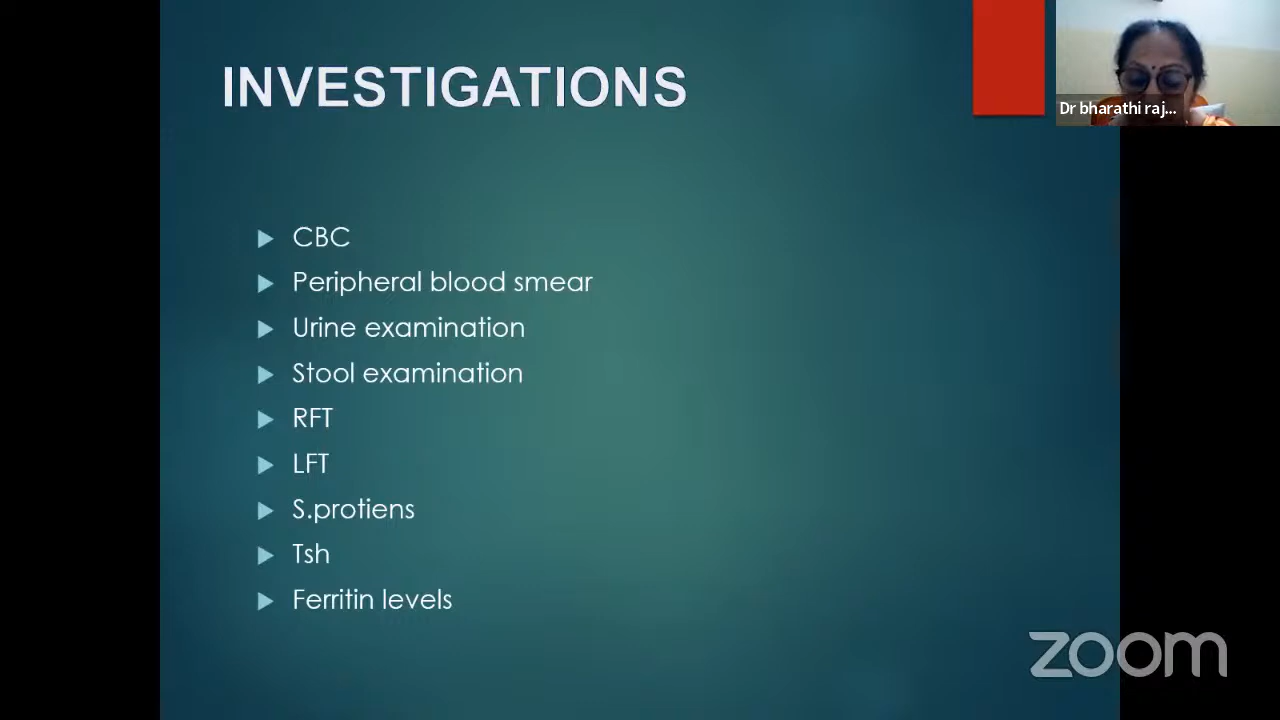 INVESTIGATIONS
Dr bharathi raj...
CBC
Peripheral blood smear
Urine examination
Stool examination
RFT
LFT
S.protiens
Tsh
Ferritin levels
zoom